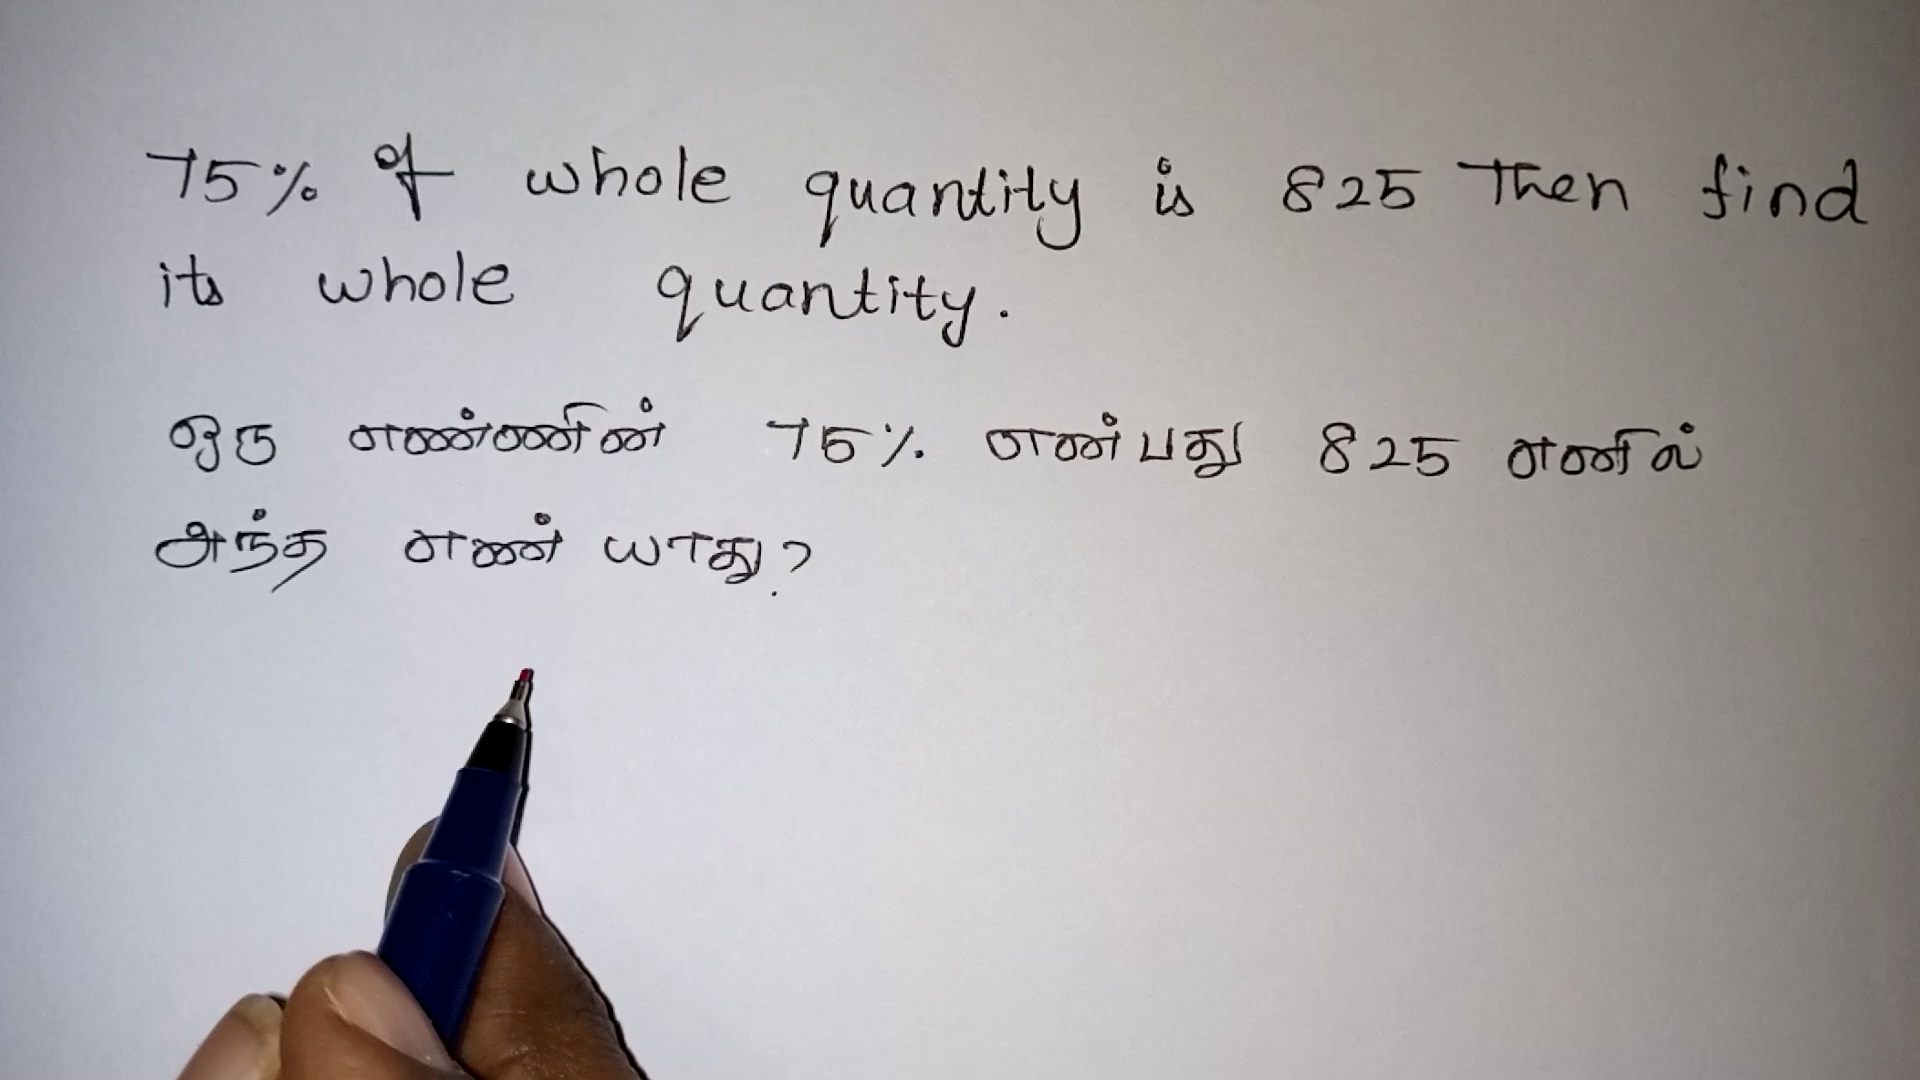 75% of whole quantity is 825 Then find
its whole quantity.
ஒரு எண்ணின் 75% என்பது 825 எனில்
அந்த எண் யாது?